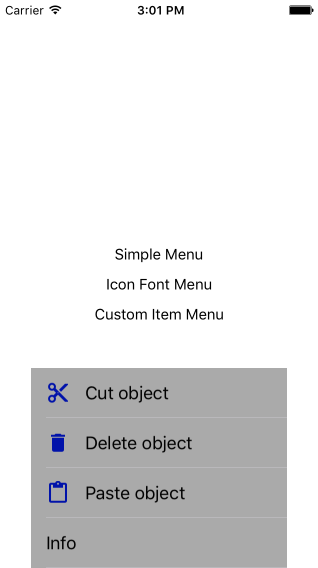 Carrier 3:01 PM
Simple Menu
Icon Font Menu
Custom Item Menu
Cut object
Delete object
Paste object
Info